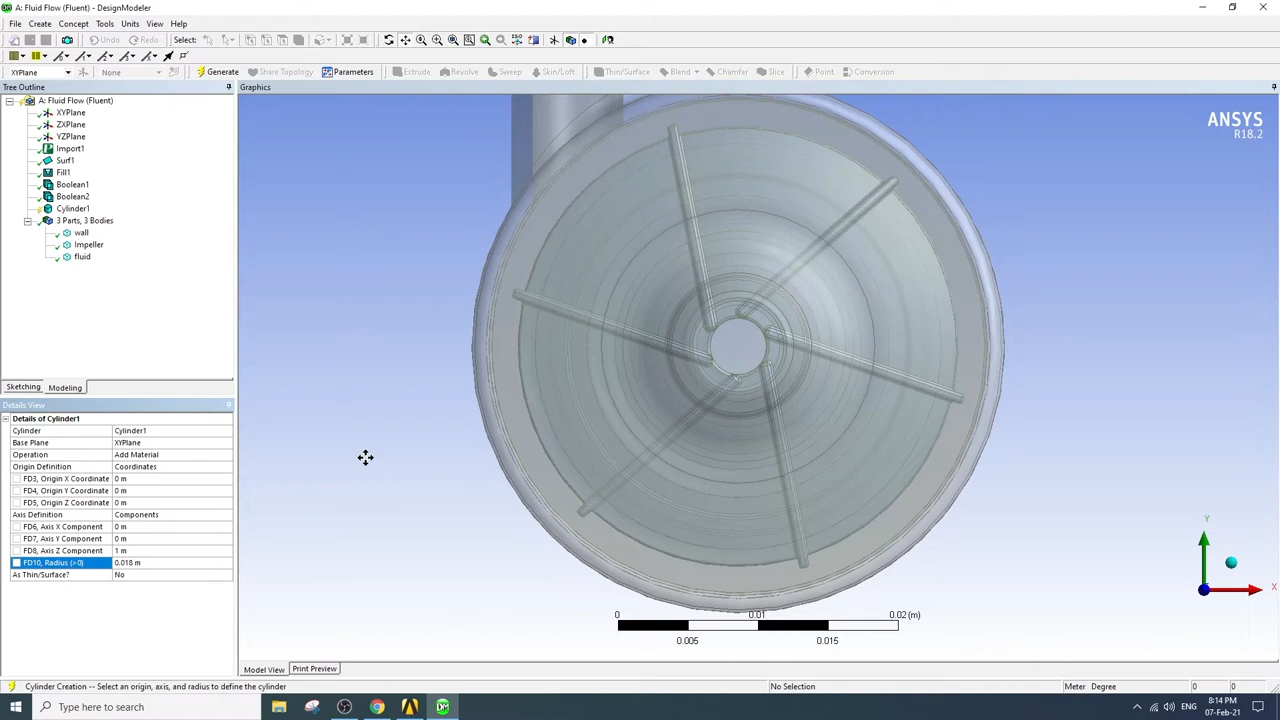 A: Fluid Flow (Fluent) - DesignModeler
File Create Concept Tools Units View Help
Undo Redo Select:
XYPlane None Generate Share Topology Parameters Extrude Revolve Sweep Skin/Loft Thin/Surface Blend Chamfer Slice Point Conversion
Tree Outline
A: Fluid Flow (Fluent)
XYPlane
ZXPlane
YZPlane
Import1
Surf1
Fill1
Boolean1
Boolean2
Cylinder1
3 Parts, 3 Bodies
wall
Impeller
fluid
Sketching Modeling
Details View
Details of Cylinder1
Cylinder Cylinder1
Base Plane XYPlane
Operation Add Material
Origin Definition Coordinates
FD3, Origin X Coordinate 0 m
FD4, Origin Y Coordinate 0 m
FD5, Origin Z Coordinate 0 m
Axis Definition Components
FD6, Axis X Component 0 m
FD7, Axis Y Component 0 m
FD8, Axis Z Component 1 m
FD10, Radius (>0) 0.018 m
As Thin/Surface? No
Graphics
ANSYS
R18.2
Y
X
0 0.01 0.02 (m)
0.005 0.015
Model View Print Preview
Cylinder Creation -- Select an origin, axis, and radius to define the cylinder No Selection Meter Degree 0 0
Type here to search
DM
ENG
8:14 PM
07-Feb-21